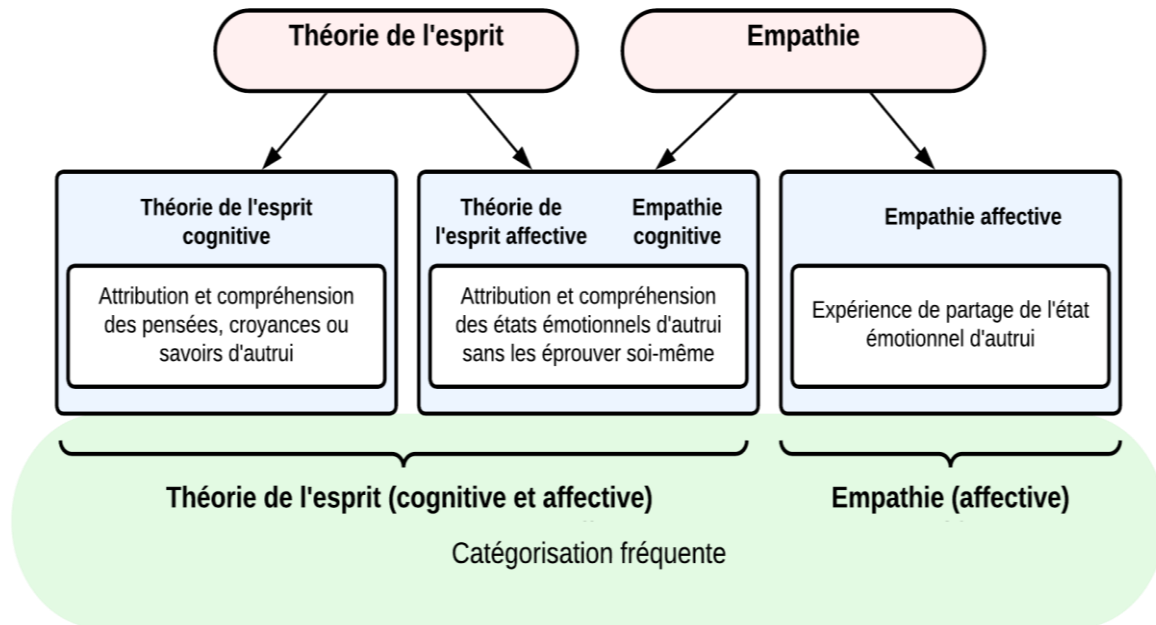 Théorie de l'esprit
Empathie
Théorie de l'esprit
cognitive
Attribution et compréhension
des pensées, croyances ou
savoirs d'autrui
Théorie de
l'esprit affective
Empathie
cognitive
Attribution et compréhension
des états émotionnels d'autrui
sans les éprouver soi-même
Empathie affective
Expérience de partage de l'état
émotionnel d'autrui
Théorie de l'esprit (cognitive et affective)
Empathie (affective)
Catégorisation fréquente